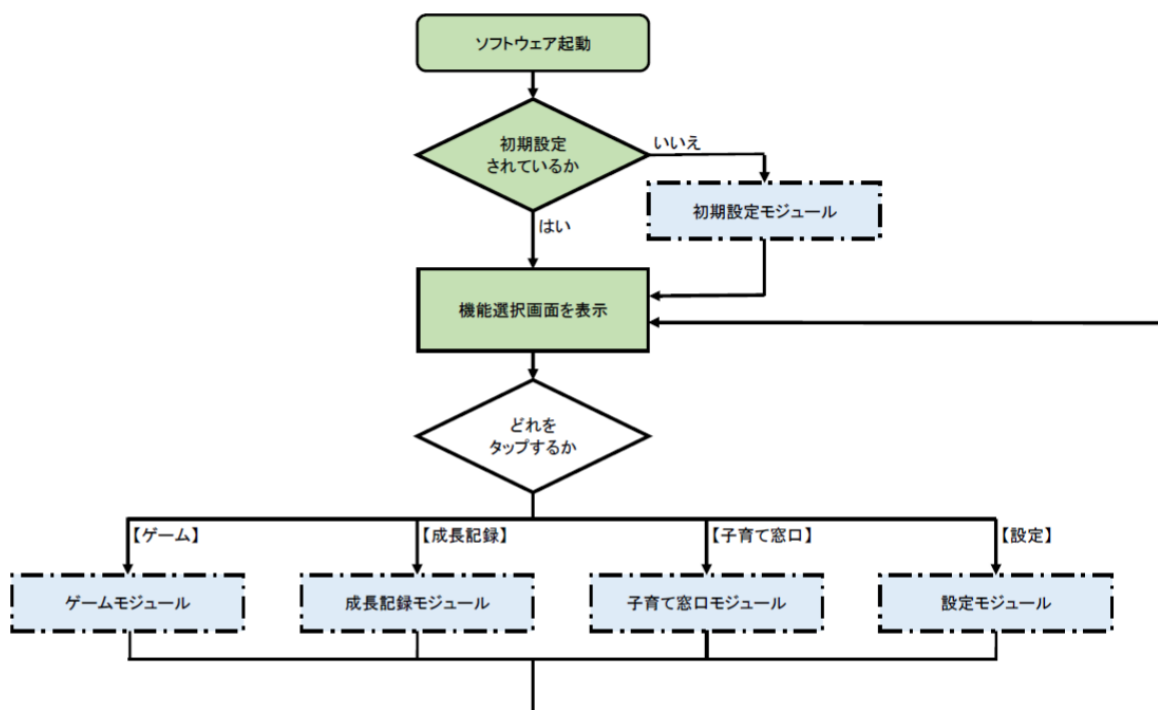 ソフトウェア起動
初期設定
されているか
いいえ
初期設定モジュール
はい
機能選択画面を表示
どれを
タップするか
【ゲーム】
【成長記録】
【子育て窓口】
【設定】
ゲームモジュール
成長記録モジュール
子育て窓口モジュール
設定モジュール